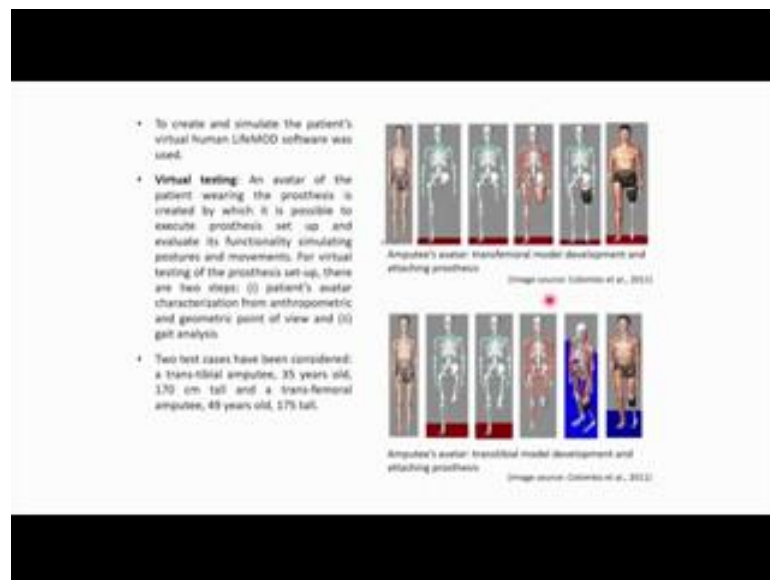 • To create and simulate the patient's
virtual human LifeMOD software was
used.
• Virtual testing: An avatar of the
patient wearing the prosthesis is
created by which it is possible to
execute prosthesis set up and
evaluate its functionality simulating
postures and movements. For virtual
testing of the prosthesis set-up, there
are two steps: (i) patient's avatar
characterization from anthropometric
and geometric point of view and (ii)
gait analysis
• Two test cases have been considered:
a trans-tibial amputee, 35 years old,
170 cm tall and a trans-femoral
amputee, 49 years old, 175 tall.
Amputee's avatar: transfemoral model development and
attaching prosthesis
(Image source: Colombo et al., 2011)
Amputee's avatar: transtibial model development and
attaching prosthesis
(Image source: Colombo et al., 2011)